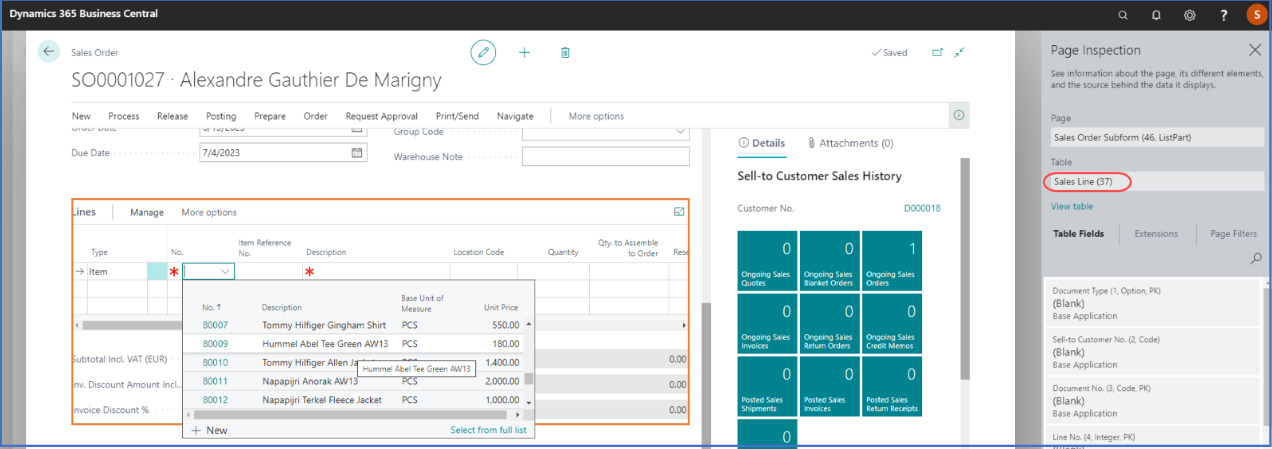 Dynamics 365 Business Central
?
S
Sales Order
Saved
SO0001027 · Alexandre Gauthier De Marigny
New Process Release Posting Prepare Order Request Approval Print/Send Navigate More options
Order Date
Group Code
Due Date 7/4/2023
Warehouse Note
Details Attachments (0)
Sell-to Customer Sales History
Customer No. D000018
0 Ongoing Sales Quotes
0 Ongoing Sales Blanket Orders
1 Ongoing Sales Orders
0 Ongoing Sales Invoices
0 Ongoing Sales Return Orders
0 Ongoing Sales Credit Memos
0 Posted Sales Shipments
0 Posted Sales Invoices
0 Posted Sales Return Receipts
0
Lines Manage More options
Type No. Item Reference No. Description Location Code Quantity Qty. to Assemble to Order Rese
Item
No. ↑ Description Base Unit of Measure Unit Price
80007 Tommy Hilfiger Gingham Shirt PCS 550.00
80009 Hummel Abel Tee Green AW13 PCS 180.00
80010 Tommy Hilfiger Allen PCS 1,400.00
Hummel Abel Tee Green AW13
80011 Napapijri Anorak AW13 PCS 2,000.00
80012 Napapijri Terkel Fleece Jacket PCS 1,000.00
+ New Select from full list
Subtotal Incl. VAT (EUR) 0.00
Inv. Discount Amount Incl... 0.00
Invoice Discount % 0.00
Page Inspection
See information about the page, its different elements,
and the source behind the data it displays.
Page
Sales Order Subform (46, ListPart)
Table
Sales Line (37)
View table
Table Fields Extensions Page Filters
Document Type (1, Option, PK)
(Blank)
Base Application
Sell-to Customer No. (2, Code)
(Blank)
Base Application
Document No. (3, Code, PK)
(Blank)
Base Application
Line No. (4, Integer, PK)